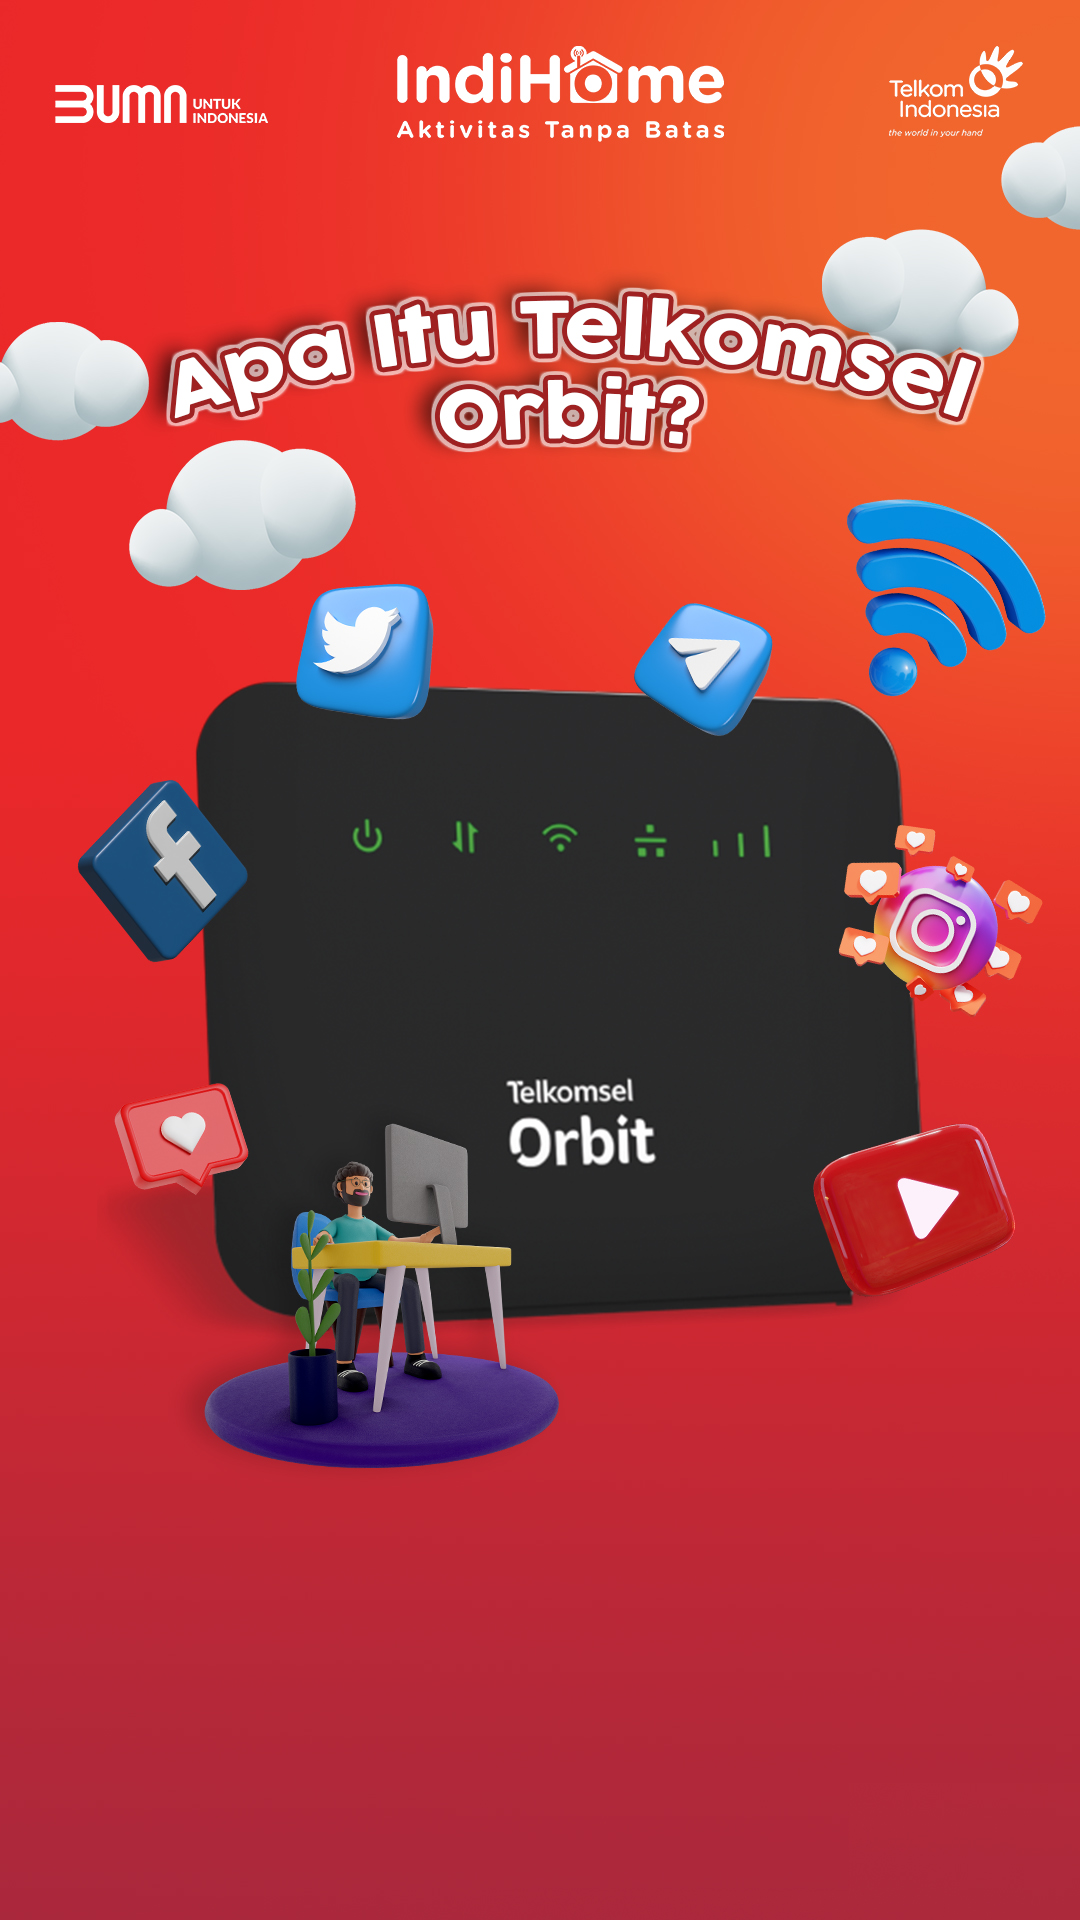 BUMN UNTUK
INDONESIA
IndiHome
Aktivitas Tanpa Batas
Telkom
Indonesia
the world in your hand
Apa Itu Telkomsel
Orbit?
Telkomsel
Orbit